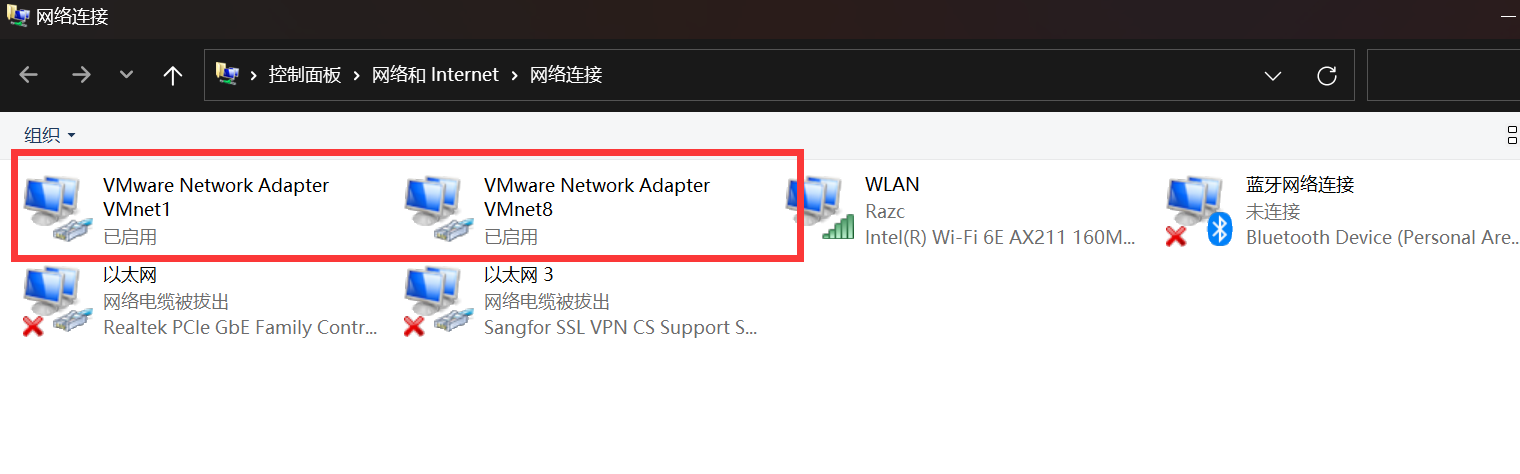 网络连接
控制面板 网络和 Internet 网络连接
组织
VMware Network Adapter
VMnet1
已启用
VMware Network Adapter
VMnet8
已启用
WLAN
Razc
Intel(R) Wi-Fi 6E AX211 160M...
蓝牙网络连接
未连接
Bluetooth Device (Personal Are...
以太网
网络电缆被拔出
Realtek PCIe GbE Family Contr...
以太网 3
网络电缆被拔出
Sangfor SSL VPN CS Support S...